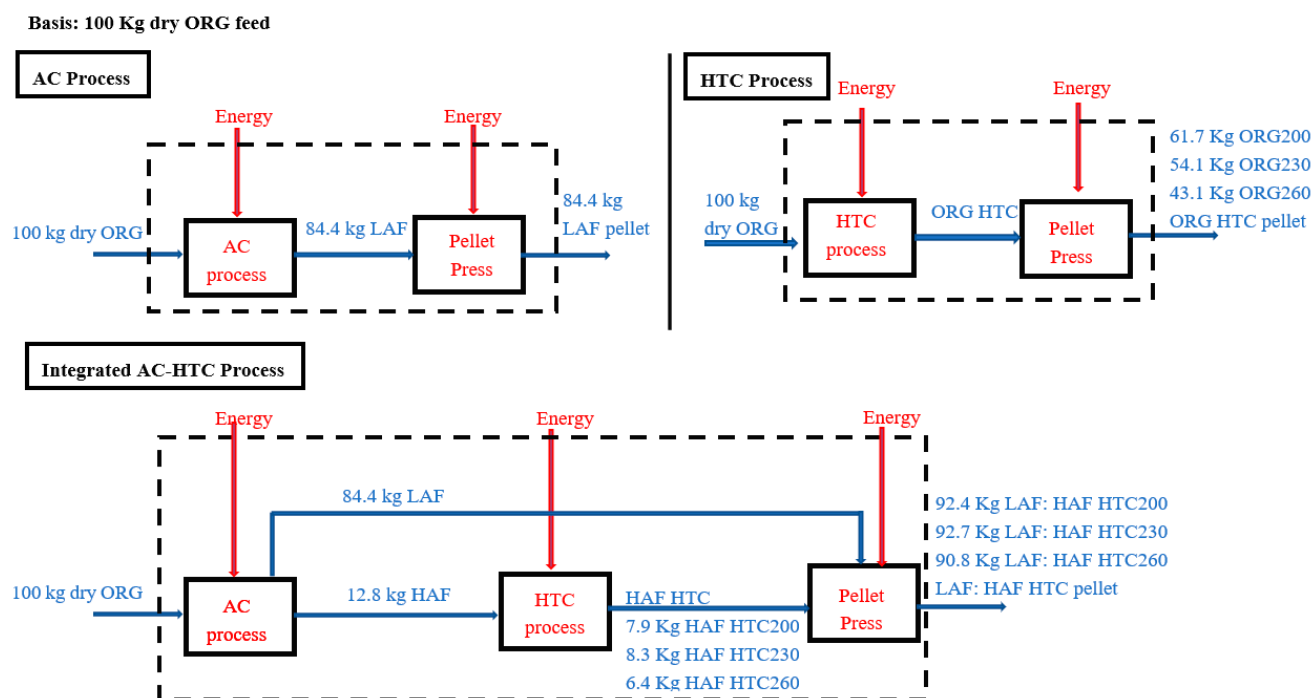 Basis: 100 Kg dry ORG feed
AC Process
Energy
Energy
100 kg dry ORG
AC
process
84.4 kg LAF
Pellet
Press
84.4 kg
LAF pellet
HTC Process
Energy
Energy
100 kg
dry ORG
HTC
process
ORG HTC
Pellet
Press
61.7 Kg ORG200
54.1 Kg ORG230
43.1 Kg ORG260
ORG HTC pellet
Integrated AC-HTC Process
Energy
Energy
Energy
84.4 kg LAF
100 kg dry ORG
AC
process
12.8 kg HAF
HTC
process
HAF HTC
7.9 Kg HAF HTC200
8.3 Kg HAF HTC230
6.4 Kg HAF HTC260
Pellet
Press
92.4 Kg LAF: HAF HTC200
92.7 Kg LAF: HAF HTC230
90.8 Kg LAF: HAF HTC260
LAF: HAF HTC pellet